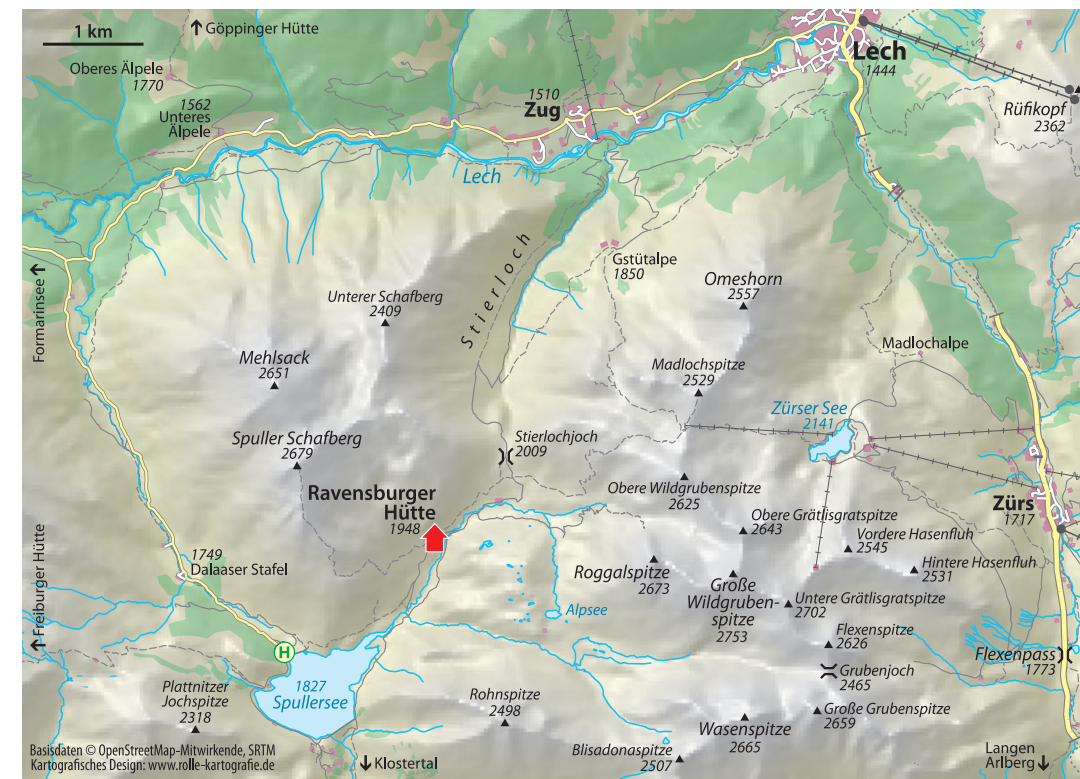 1 km
Göppinger Hütte
Oberes Älpele
1770
1562
Unteres
Älpele
1510
Zug
Lech
1444
Rüfikopf
2362
Lech
Stierloch
Gstütalpe
1850
Omeshorn
2557
Formarinsee
Unterer Schafberg
2409
Mehlsack
2651
Madlochspitze
2529
Madlochalpe
Zürser See
2141
Spuller Schafberg
2679
Stierlochjoch
2009
Ravensburger
Hütte
1948
Obere Wildgrubenspitze
2625
Zürs
1717
Obere Grätlisgratspitze
2643
Vordere Hasenfluh
2545
Hintere Hasenfluh
2531
1749
Dalaaser Stafel
Roggalspitze
2673
Große
Wildgruben-
spitze
2753
Untere Grätlisgratspitze
2702
Alpsee
Freiburger Hütte
Flexenspitze
2626
Flexenpass
1773
H
Grubenjoch
2465
Plattnitzer
Jochspitze
2318
1827
Spullersee
Rohnspitze
2498
Große Grubenspitze
2659
Wasenspitze
2665
Blisadonaspitze
2507
Klostertal
Langen
Arlberg
Basisdaten © OpenStreetMap-Mitwirkende, SRTM
Kartografisches Design: www.rolle-kartografie.de